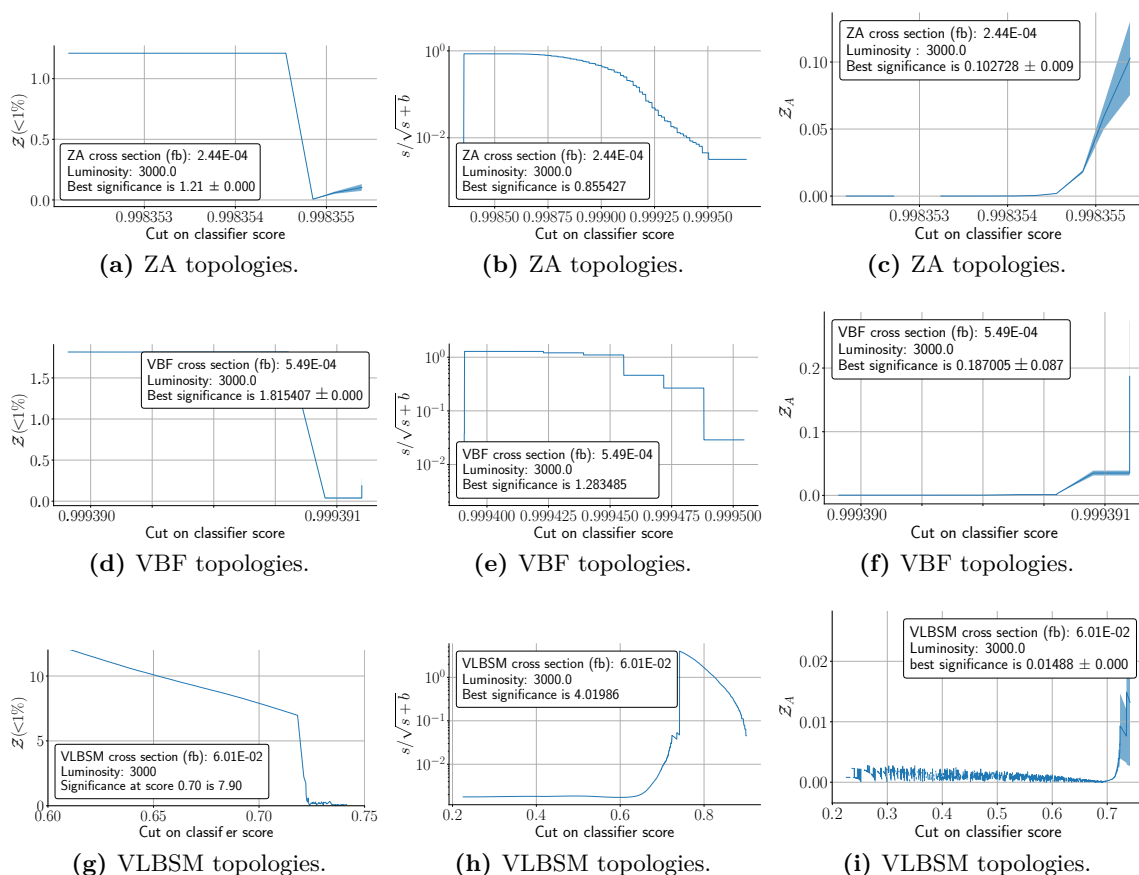 1.0
0.5
0.0
Z(<1%)
ZA cross section (fb): 2.44E-04
Luminosity: 3000.0
Best significance is 1.21 ± 0.000
0.998353 0.998354 0.998355
Cut on classifier score
(a) ZA topologies.
10⁰
10⁻²
s/√s + b
ZA cross section (fb): 2.44E-04
Luminosity: 3000.0
Best significance is 0.855427
0.99850 0.99875 0.99900 0.99925 0.99950
Cut on classifier score
(b) ZA topologies.
0.10
0.05
0.00
Z_A
ZA cross section (fb): 2.44E-04
Luminosity : 3000.0
Best significance is 0.102728 ± 0.009
0.998353 0.998354 0.998355
Cut on classifier score
(c) ZA topologies.
1.5
1.0
0.5
0.0
Z(<1%)
VBF cross section (fb): 5.49E-04
Luminosity: 3000.0
Best significance is 1.815407 ± 0.000
0.999390 0.999391
Cut on classifier score
(d) VBF topologies.
10⁰
10⁻¹
10⁻²
s/√s + b
VBF cross section (fb): 5.49E-04
Luminosity: 3000.0
Best significance is 1.283485
0.999400 0.999425 0.999450 0.999475 0.999500
Cut on classifier score
(e) VBF topologies.
0.2
0.1
0.0
Z_A
VBF cross section (fb): 5.49E-04
Luminosity: 3000.0
Best significance is 0.187005 ± 0.087
0.999390 0.999391
Cut on classifier score
(f) VBF topologies.
10
5
0
Z(<1%)
VLBSM cross section (fb): 6.01E-02
Luminosity: 3000
Significance at score 0.70 is 7.90
0.60 0.65 0.70 0.75
Cut on classifier score
(g) VLBSM topologies.
10⁰
10⁻¹
10⁻²
s/√s + b
VLBSM cross section (fb): 6.01E-02
Luminosity: 3000.0
Best significance is 4.01986
0.2 0.4 0.6 0.8
Cut on classifier score
(h) VLBSM topologies.
0.02
0.01
0.00
Z_A
VLBSM cross section (fb): 6.01E-02
Luminosity: 3000.0
best significance is 0.01488 ± 0.000
0.2 0.3 0.4 0.5 0.6 0.7
Cut on classifier score
(i) VLBSM topologies.